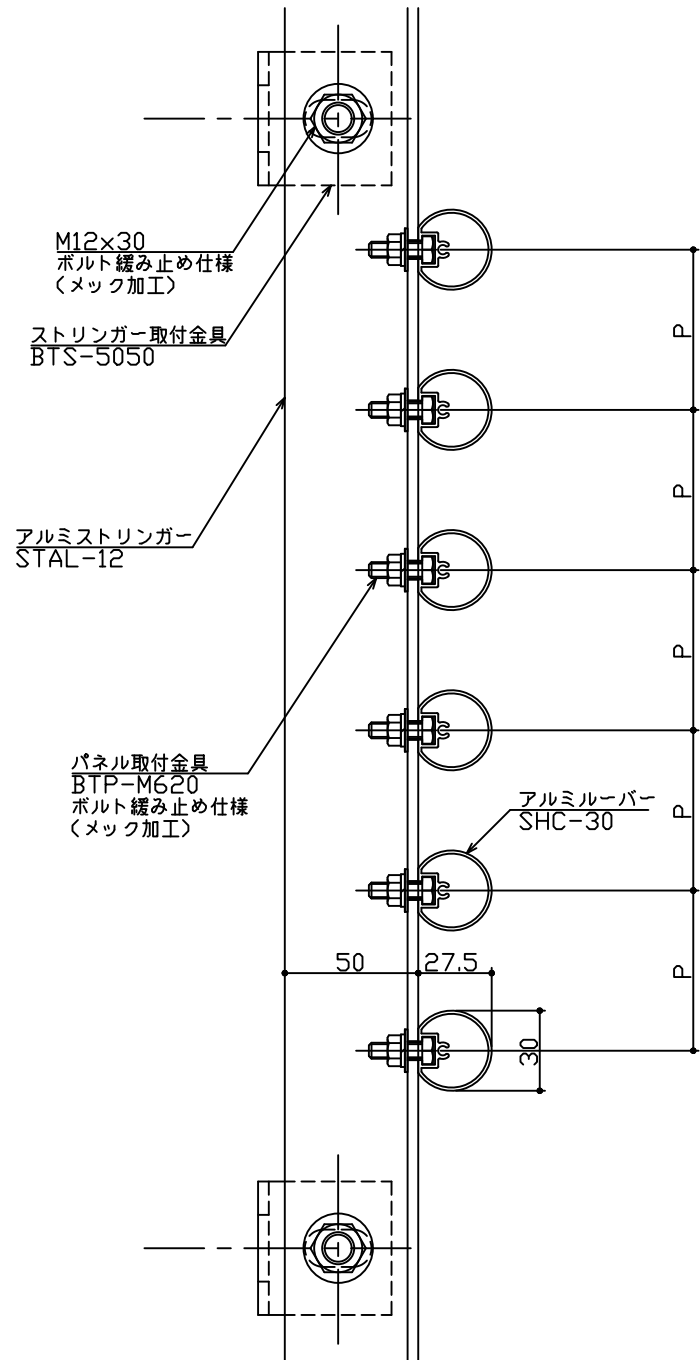 M12×30
ボルト緩み止め仕様
(メック加工)
ストリンガー取付金具
BTS-5050
P
P
アルミストリンガー
STAL-12
P
パネル取付金具
BTP-M620
ボルト緩み止め仕様
(メック加工)
アルミルーバー
SHC-30
P
50
27.5
P
30